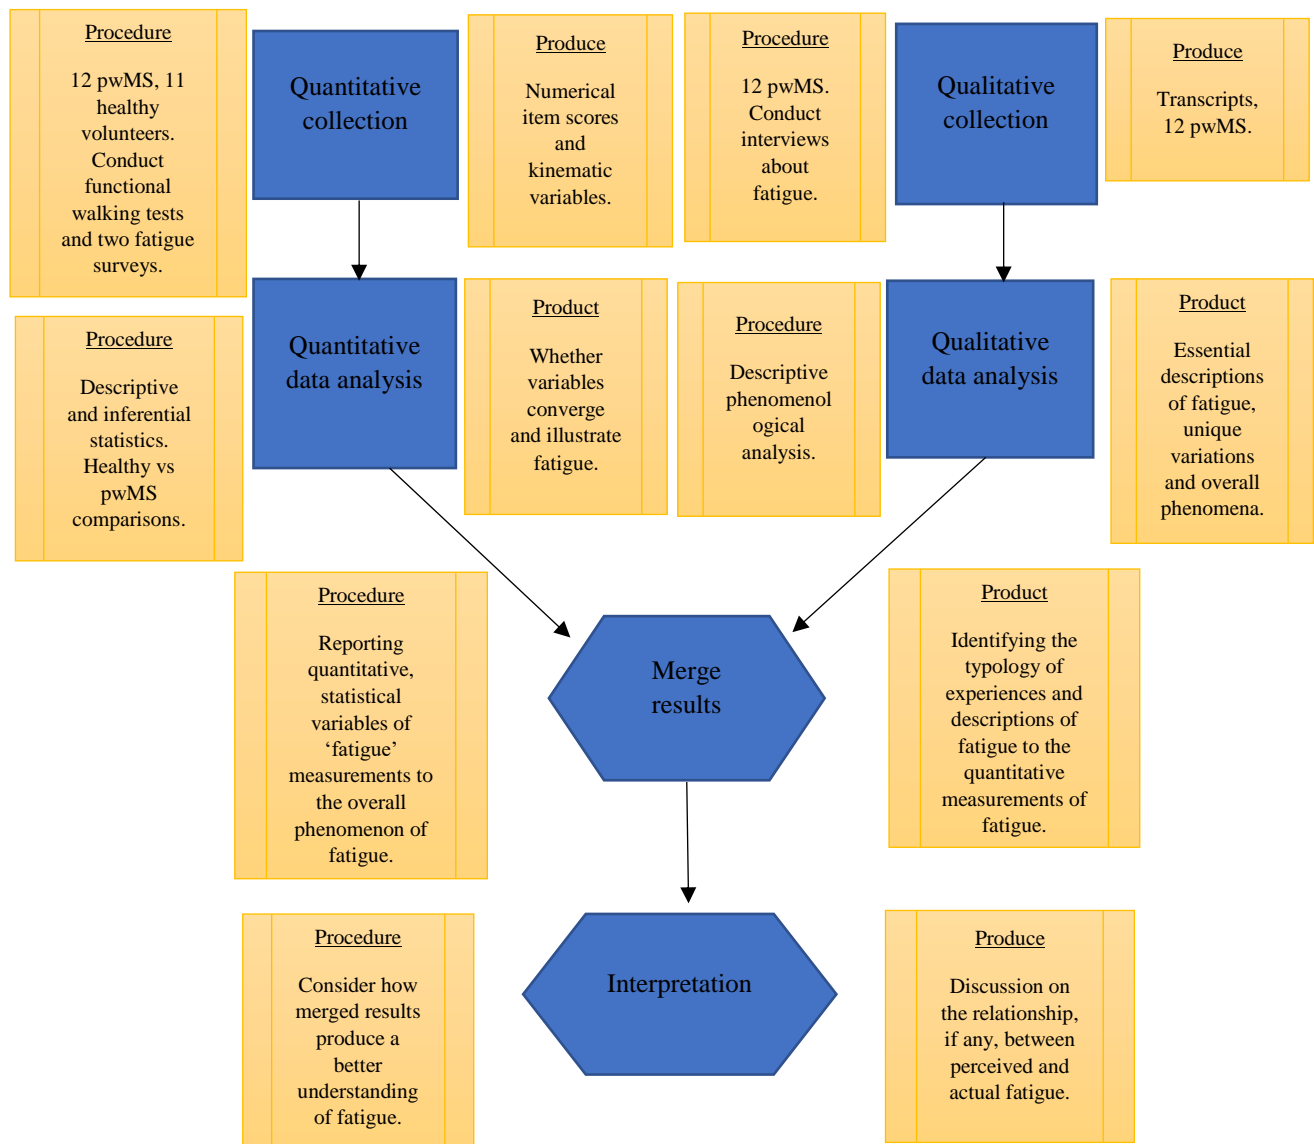 Procedure
12 pwMS, 11
healthy
volunteers.
Conduct
functional
walking tests
and two fatigue
surveys.
Quantitative
collection
Produce
Numerical
item scores
and
kinematic
variables.
Procedure
12 pwMS.
Conduct
interviews
about
fatigue.
Qualitative
collection
Produce
Transcripts,
12 pwMS.
Procedure
Descriptive
and inferential
statistics.
Healthy vs
pwMS
comparisons.
Quantitative
data analysis
Product
Whether
variables
converge
and illustrate
fatigue.
Procedure
Descriptive
phenomenol
ogical
analysis.
Qualitative
data analysis
Product
Essential
descriptions
of fatigue,
unique
variations
and overall
phenomena.
Procedure
Reporting
quantitative,
statistical
variables of
‘fatigue’
measurements to
the overall
phenomenon of
fatigue.
Merge
results
Product
Identifying the
typology of
experiences and
descriptions of
fatigue to the
quantitative
measurements of
fatigue.
Procedure
Consider how
merged results
produce a
better
understanding
of fatigue.
Interpretation
Produce
Discussion on
the relationship,
if any, between
perceived and
actual fatigue.